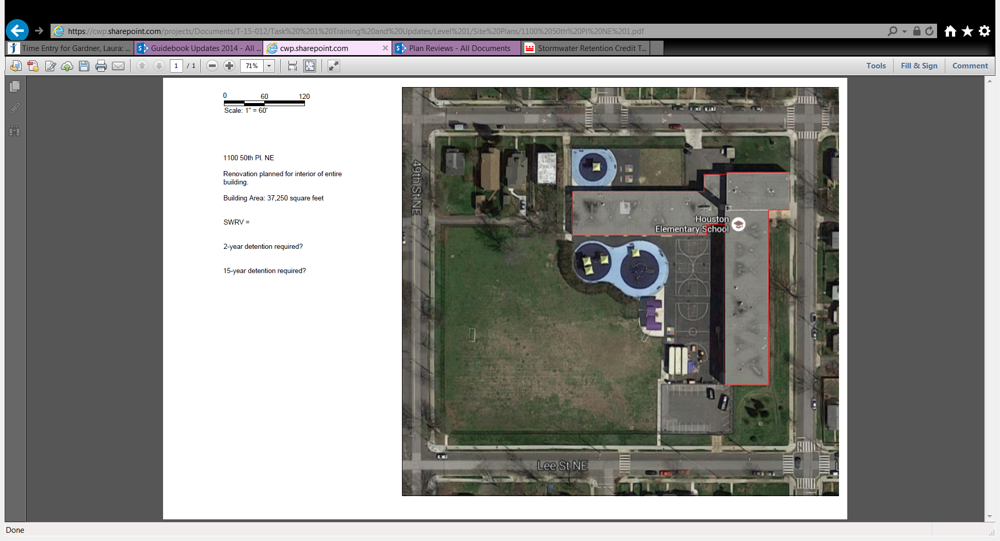 https://cwp.sharepoint.com/projects/Documents/T-15-012/Task%20%201%20Training%20and%20Updates/Level%201/Site%20Plans/1100%2050th%20Pl%20NE%201.pdf
Time Entry for Gardner, Laura: ...
Guidebook Updates 2014 - All ...
cwp.sharepoint.com
Plan Reviews - All Documents
Stormwater Retention Credit T...
1 / 1
71%
Tools
Fill & Sign
Comment
0 60 120
Scale: 1" = 60'
1100 50th Pl. NE
Renovation planned for interior of entire
building.
Building Area: 37,250 square feet
SWRV =
2-year detention required?
15-year detention required?
49th St NE
Houston
Elementary School
Lee St NE
Done